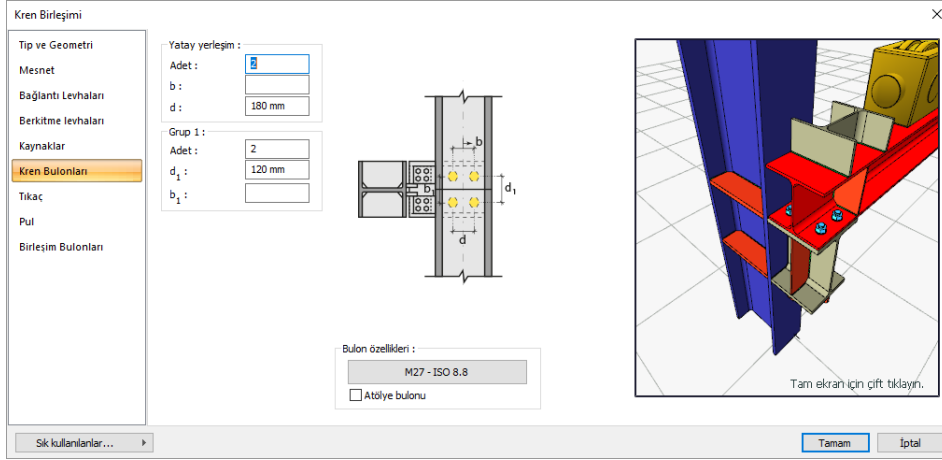 Kren Birleşimi
Tip ve Geometri
Mesnet
Bağlantı Levhaları
Berkitme levhaları
Kaynaklar
Kren Bulonları
Tıkaç
Pul
Birleşim Bulonları
Yatay yerleşim :
Adet : 2
b :
d : 180 mm
Grup 1 :
Adet : 2
d1 : 120 mm
b1 :
b
b1
d1
d
Bulon özellikleri :
M27 - ISO 8.8
Atölye bulonu
Tam ekran için çift tıklayın.
Sık kullanılanlar...
Tamam
İptal